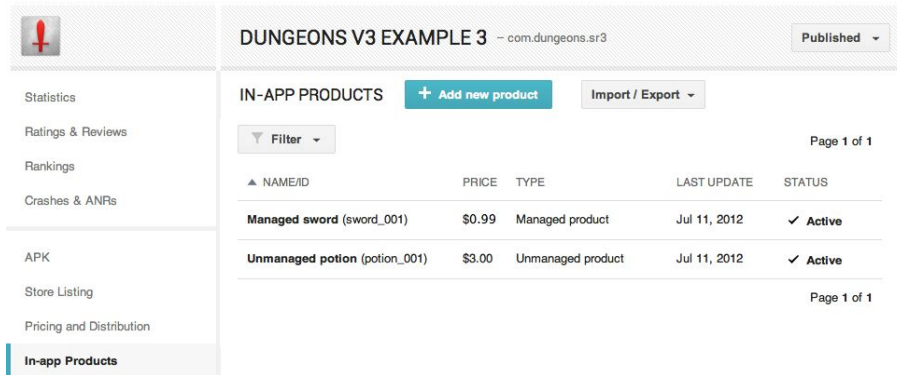 DUNGEONS V3 EXAMPLE 3 – com.dungeons.sr3 Published
Statistics
Ratings & Reviews
Rankings
Crashes & ANRs
APK
Store Listing
Pricing and Distribution
In-app Products
IN-APP PRODUCTS + Add new product Import / Export
Filter Page 1 of 1
NAME/ID PRICE TYPE LAST UPDATE STATUS
Managed sword (sword_001) $0.99 Managed product Jul 11, 2012 ✓ Active
Unmanaged potion (potion_001) $3.00 Unmanaged product Jul 11, 2012 ✓ Active
Page 1 of 1